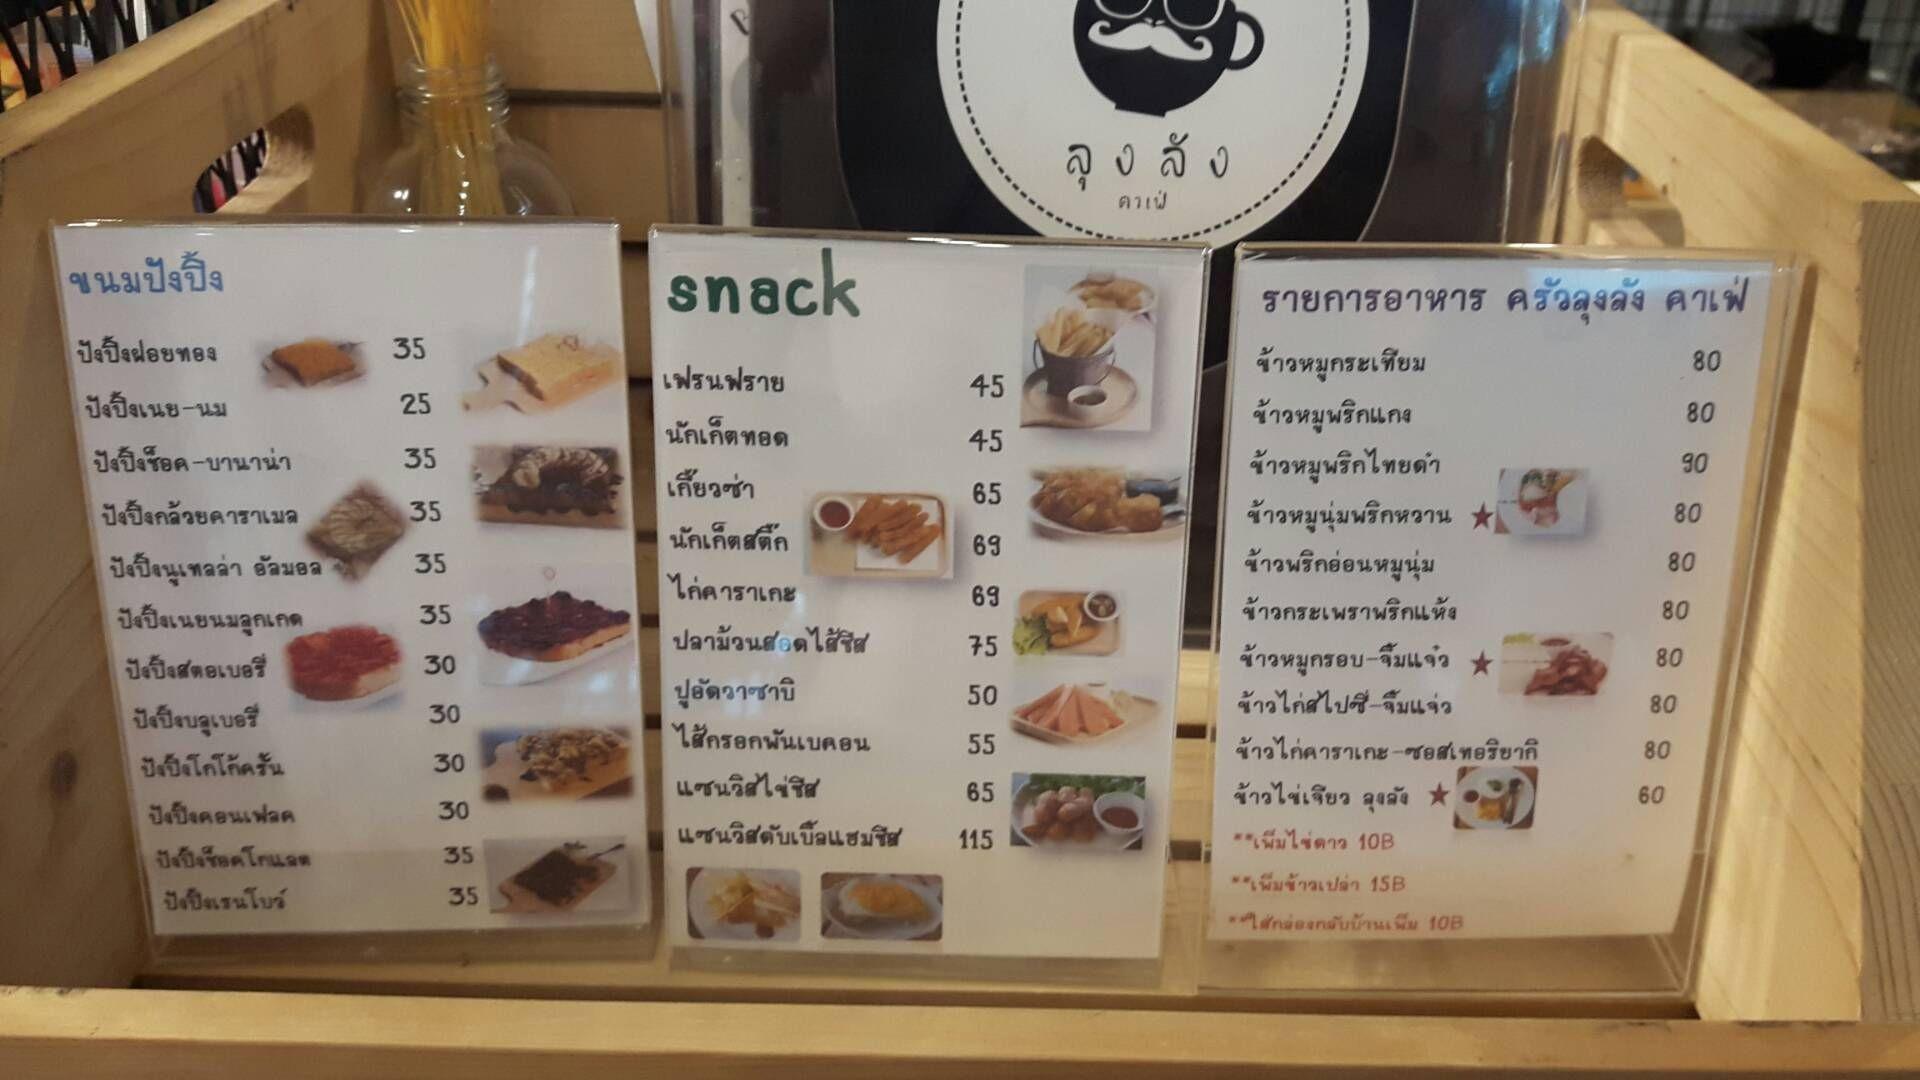 ลุงลัง
คาเฟ่
ขนมปังปิ้ง
ปังปิ้งฝอยทอง 35
ปังปิ้งเนย-นม 25
ปังปิ้งช็อค-บานาน่า 35
ปังปิ้งกล้วยคาราเมล 35
ปังปิ้งนูเทลล่า อัลมอล 35
ปังปิ้งเนยนมลูกเกด 35
ปังปิ้งสตอเบอรี่ 30
ปังปิ้งบลูเบอรี่ 30
ปังปิ้งโกโก้ครั้น 30
ปังปิ้งคอนเฟลค 30
ปังปิ้งช็อคโกแลต 35
ปังปิ้งเรนโบว์ 35
snack
เฟรนฟราย 45
นักเก็ตทอด 45
เกี๊ยวซ่า 65
นักเก็ตสติ๊ก 69
ไก่คาราเกะ 69
ปลาม้วนสอดไส้ชีส 75
ปูอัดวาซาบิ 50
ไส้กรอกพันเบคอน 55
แซนวิสไข่ชีส 65
แซนวิสดับเบิ้ลแฮมชีส 115
รายการอาหาร ครัวลุงลัง คาเฟ่
ข้าวหมูกระเทียม 80
ข้าวหมูพริกแกง 80
ข้าวหมูพริกไทยดำ 90
ข้าวหมูนุ่มพริกหวาน 80
ข้าวพริกอ่อนหมูนุ่ม 80
ข้าวกระเพราพริกแห้ง 80
ข้าวหมูกรอบ-จิ้มแจ่ว 80
ข้าวไก่สไปซี่-จิ้มแจ่ว 80
ข้าวไก่คาราเกะ-ซอสเทอริยากิ 80
ข้าวไข่เจียว ลุงลัง 60
**เพิ่มไข่ดาว 10B
**เพิ่มข้าวเปล่า 15B
**ใส่กล่องกลับบ้านเพิ่ม 10B